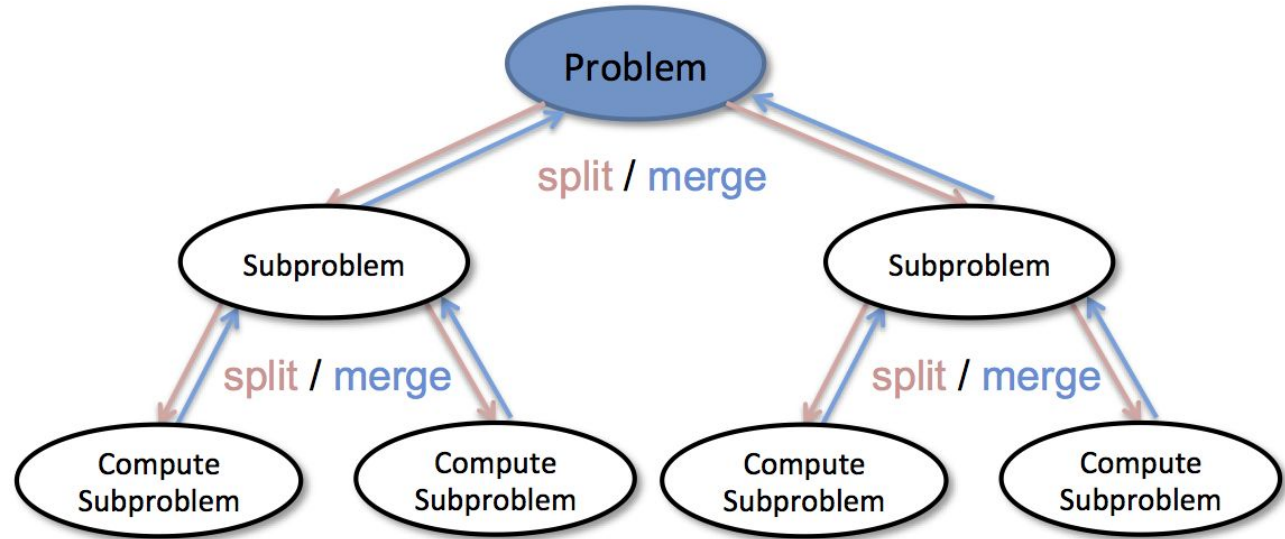 Problem
split / merge
Subproblem
Subproblem
split / merge
split / merge
Compute
Subproblem
Compute
Subproblem
Compute
Subproblem
Compute
Subproblem